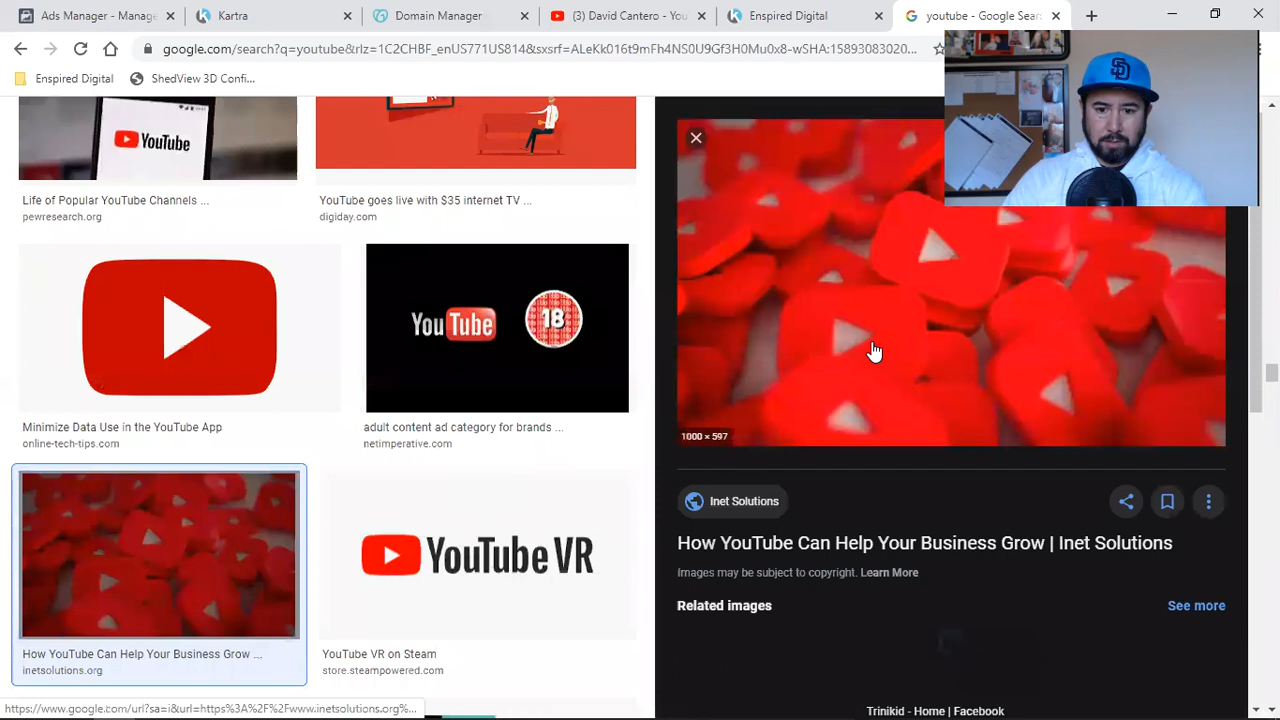 Ads Manager - Manage
Kartra
Domain Manager
(3) David Cantero - You
Enspired Digital
youtube - Google Sear
google.com/search?q=youtube&rlz=1C2CHBF_enUS771US814&sxsrf=ALeKk016t9mFh4NS0U9Gf3H0Mu0x8-wSHA:15893083020...
Enspired Digital
ShedView 3D Confi...
YouTube
Life of Popular YouTube Channels ...
pewresearch.org
YouTube goes live with $35 internet TV ...
digiday.com
YouTube
18
Minimize Data Use in the YouTube App
online-tech-tips.com
adult content ad category for brands ...
netimperative.com
YouTube VR
How YouTube Can Help Your Business Grow ...
inetsolutions.org
YouTube VR on Steam
store.steampowered.com
SD
1000 × 597
Inet Solutions
How YouTube Can Help Your Business Grow | Inet Solutions
Images may be subject to copyright. Learn More
Related images
See more
Trinikid - Home | Facebook
https://www.google.com/url?sa=i&url=https%3A%2F%2Fwww.inetsolutions.org%...